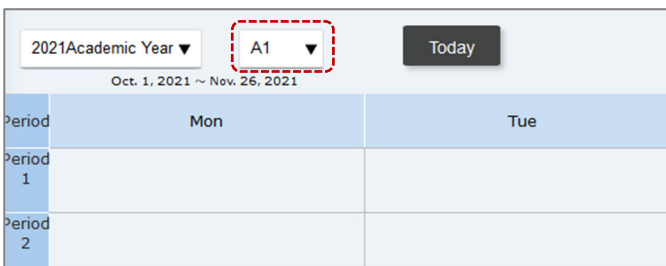 2021Academic Year ▼ A1 ▼ Today
Oct. 1, 2021 ～ Nov. 26, 2021
Period Mon Tue
Period
1
Period
2